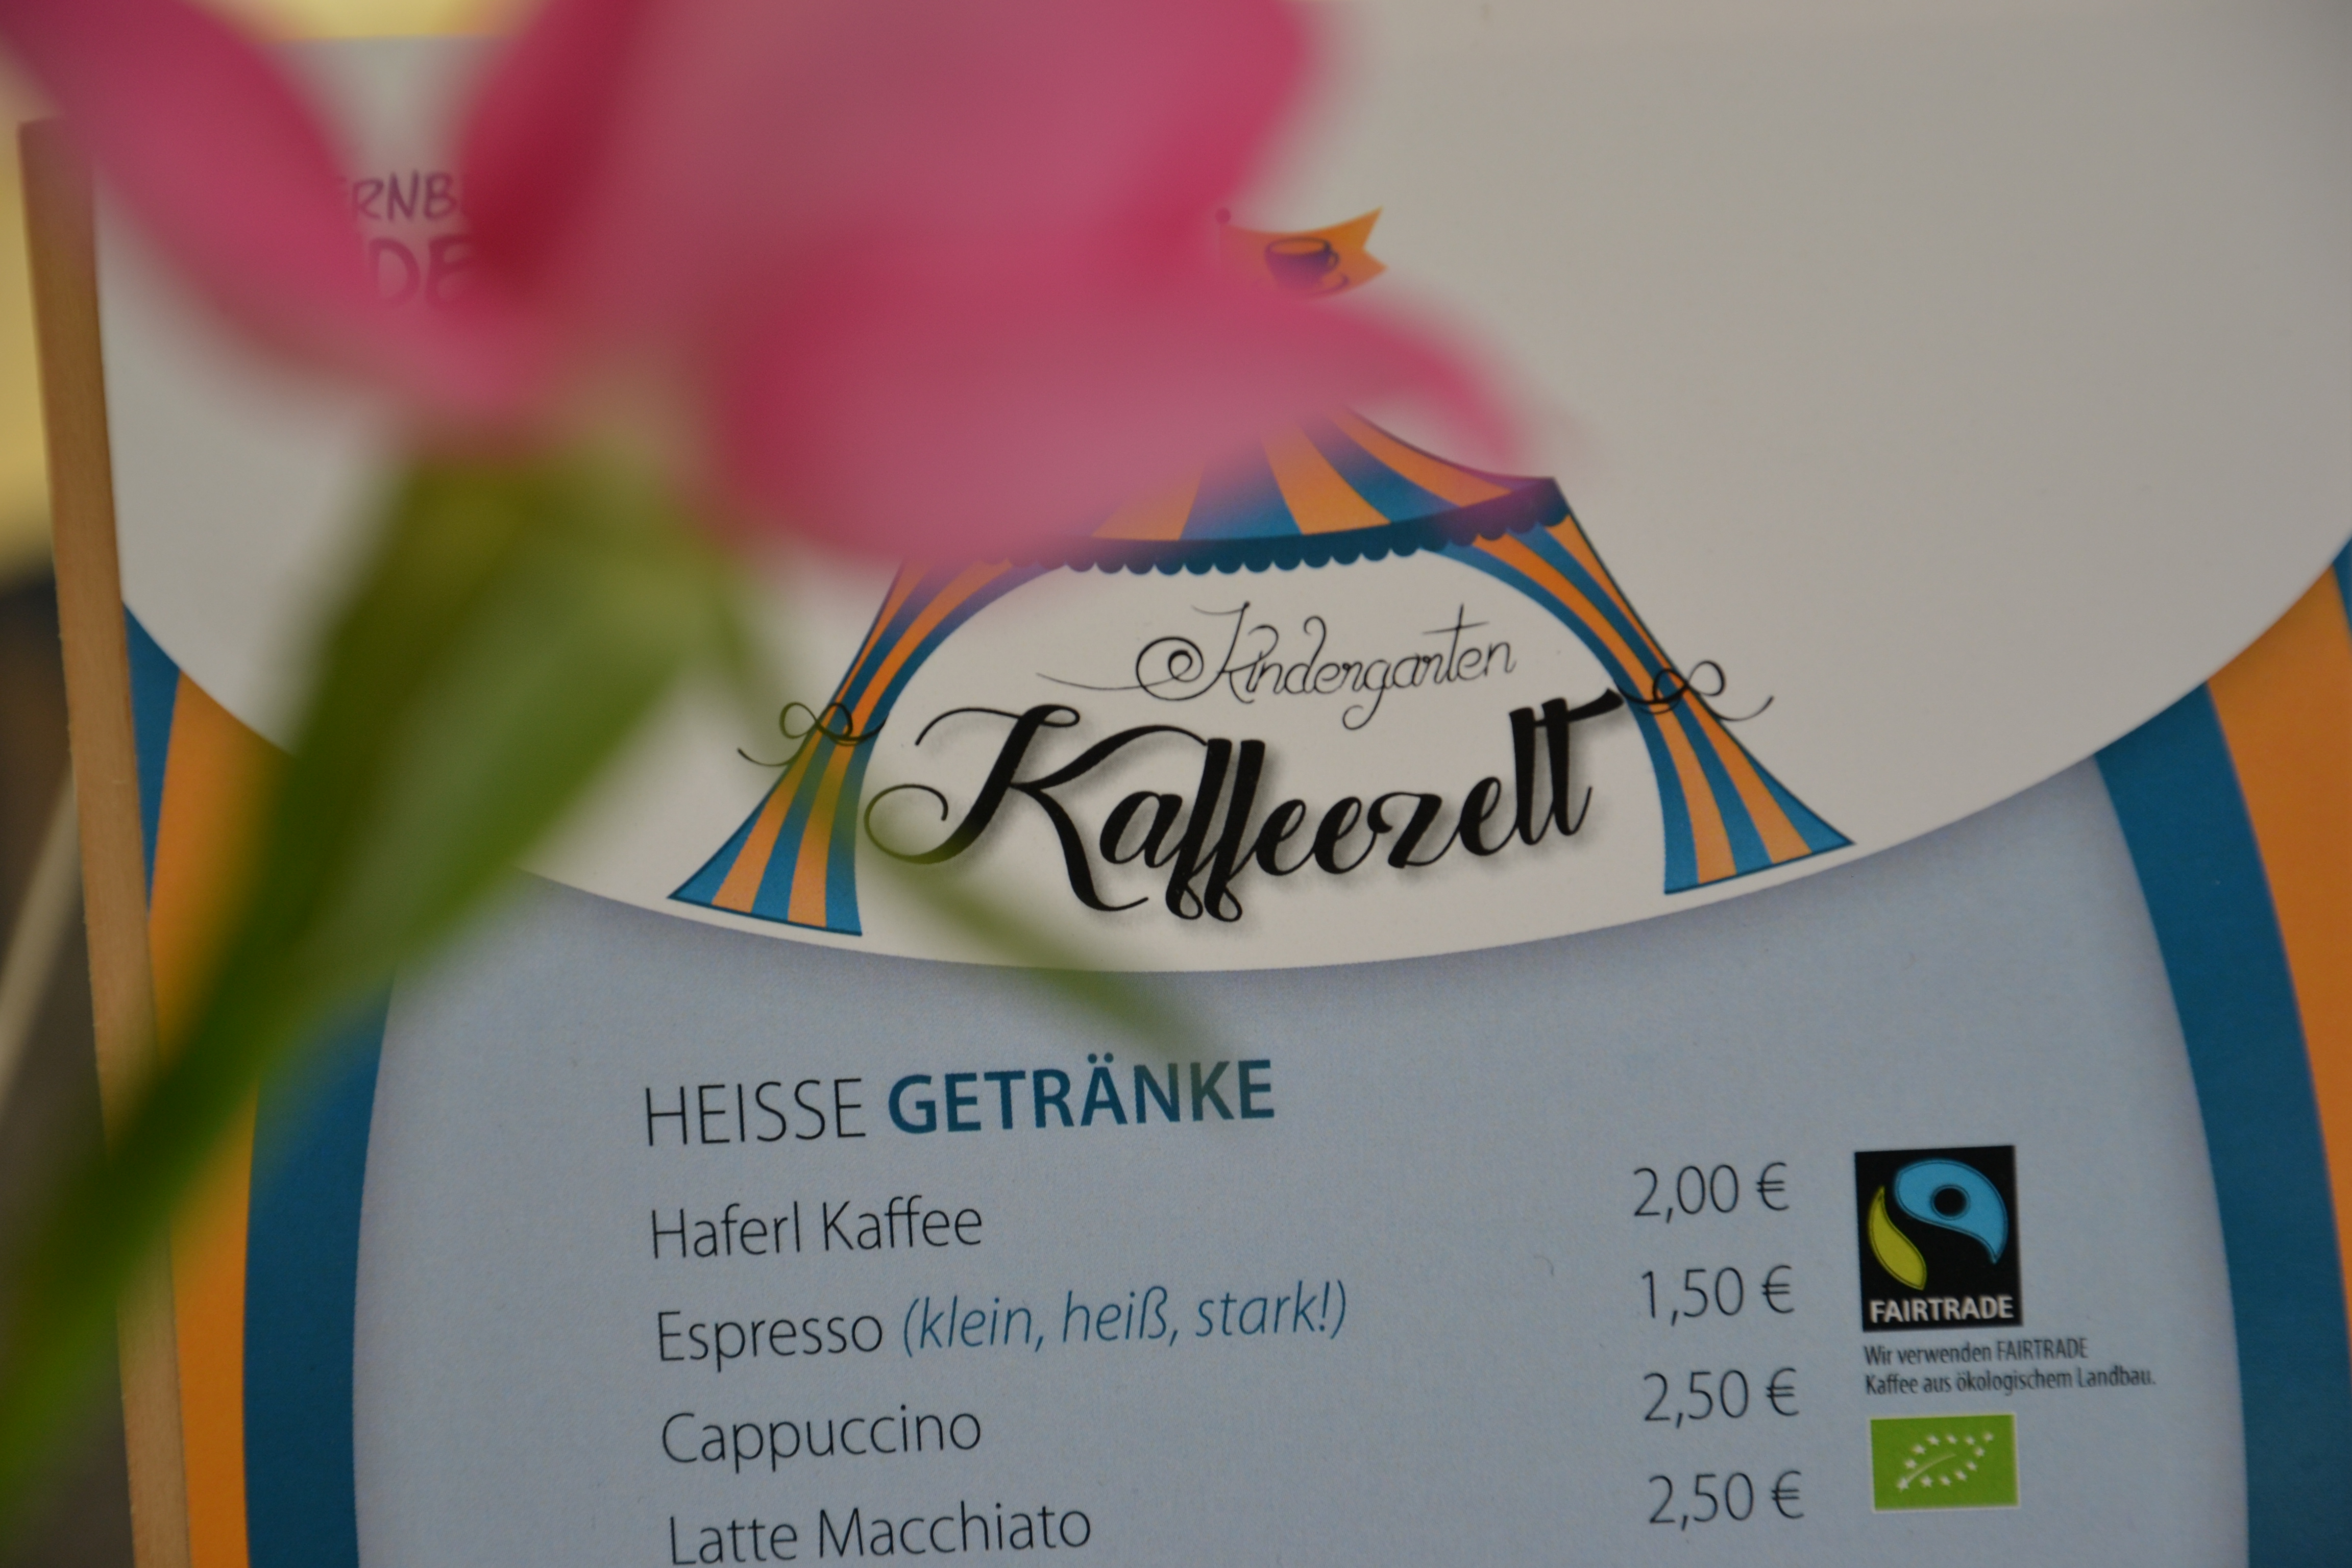 Kindergarten
Kaffeezelt
HEISSE GETRÄNKE
Haferl Kaffee 2,00 €
Espresso (klein, heiß, stark!) 1,50 €
Cappuccino 2,50 €
Latte Macchiato 2,50 €
FAIRTRADE
Wir verwenden FAIRTRADE
Kaffee aus ökologischem Landbau.